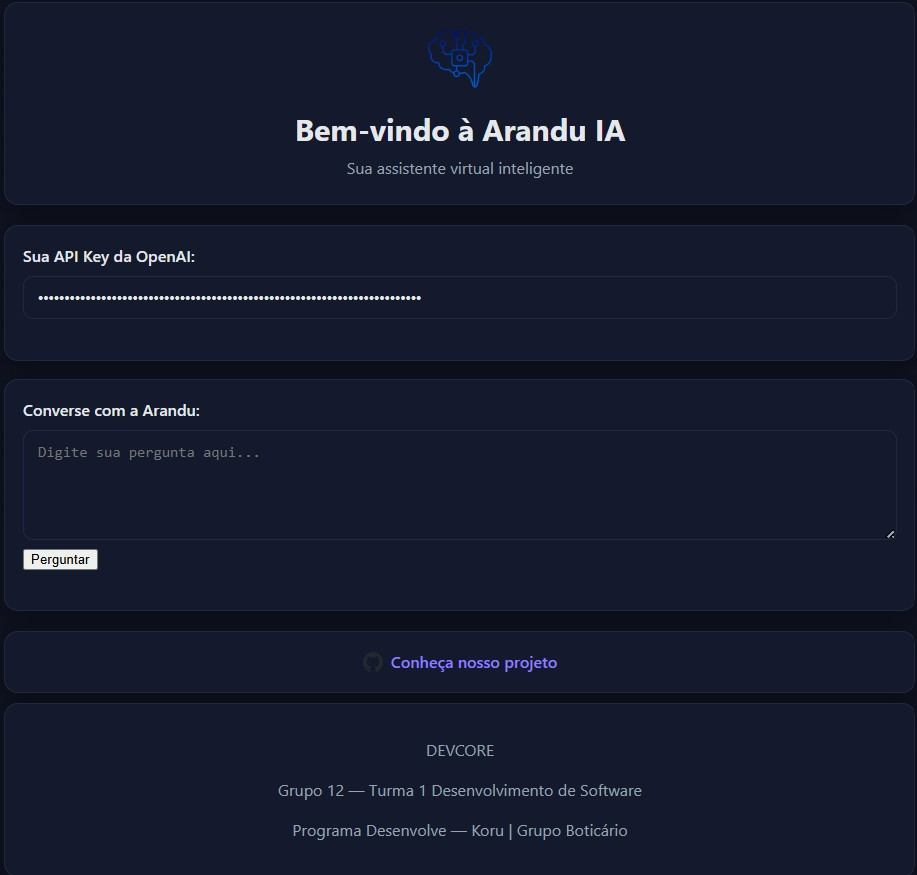 Bem-vindo à Arandu IA
Sua assistente virtual inteligente
Sua API Key da OpenAI:
Converse com a Arandu:
Digite sua pergunta aqui...
Perguntar
Conheça nosso projeto
DEVCORE
Grupo 12 — Turma 1 Desenvolvimento de Software
Programa Desenvolve — Koru | Grupo Boticário